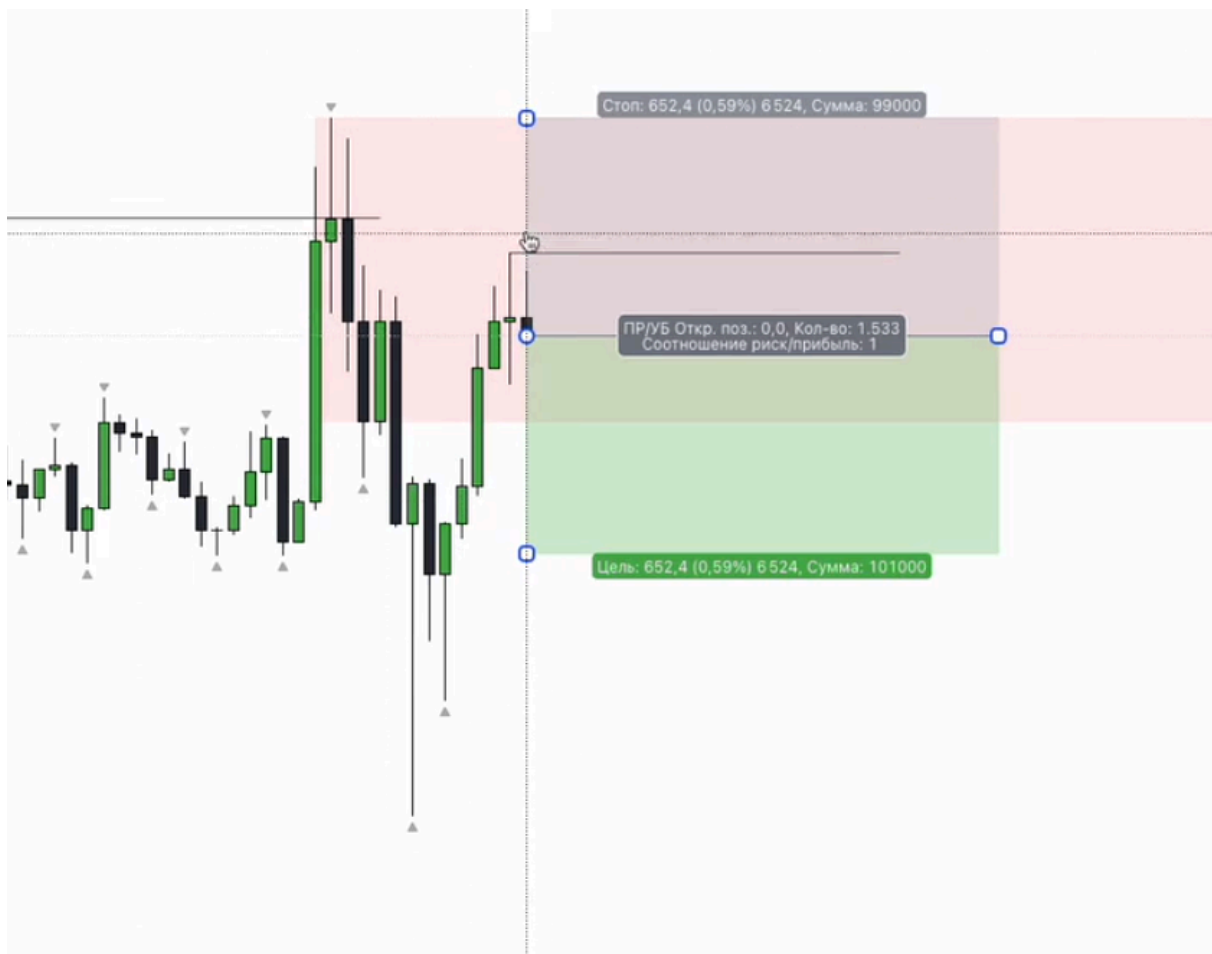 Стоп: 652,4 (0,59%) 6 524, Сумма: 99000
ПР/УБ Откр. поз.: 0,0, Кол-во: 1.533
Соотношение риск/прибыль: 1
Цель: 652,4 (0,59%) 6 524, Сумма: 101000